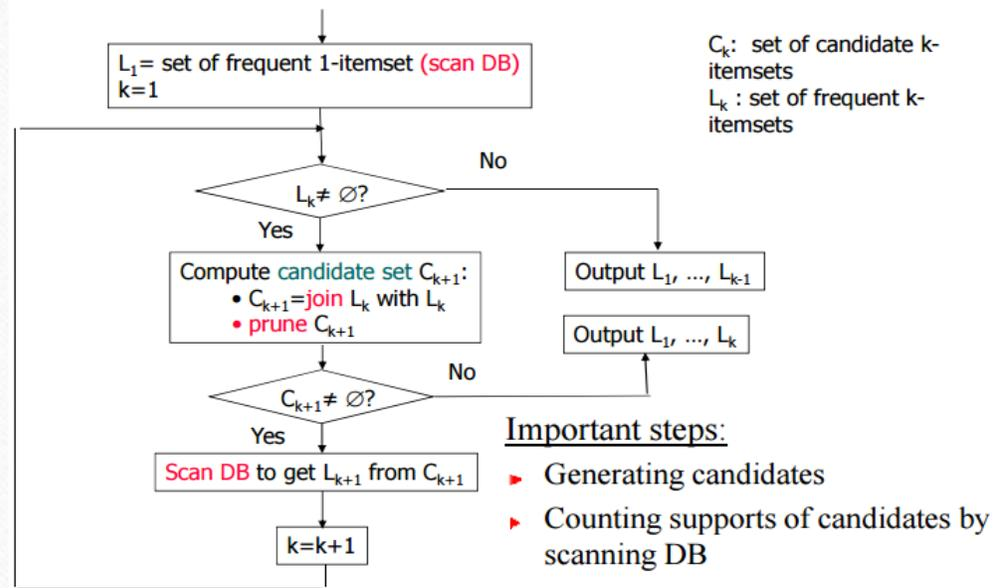 L₁= set of frequent 1-itemset (scan DB)
k=1
Cₖ: set of candidate k-
itemsets
Lₖ : set of frequent k-
itemsets
No
Lₖ≠ ∅?
Yes
Compute candidate set Cₖ₊₁:
• Cₖ₊₁=join Lₖ with Lₖ
• prune Cₖ₊₁
Output L₁, ..., Lₖ₋₁
Output L₁, ..., Lₖ
No
Cₖ₊₁≠ ∅?
Yes
Scan DB to get Lₖ₊₁ from Cₖ₊₁
k=k+1
Important steps:
Generating candidates
Counting supports of candidates by
scanning DB